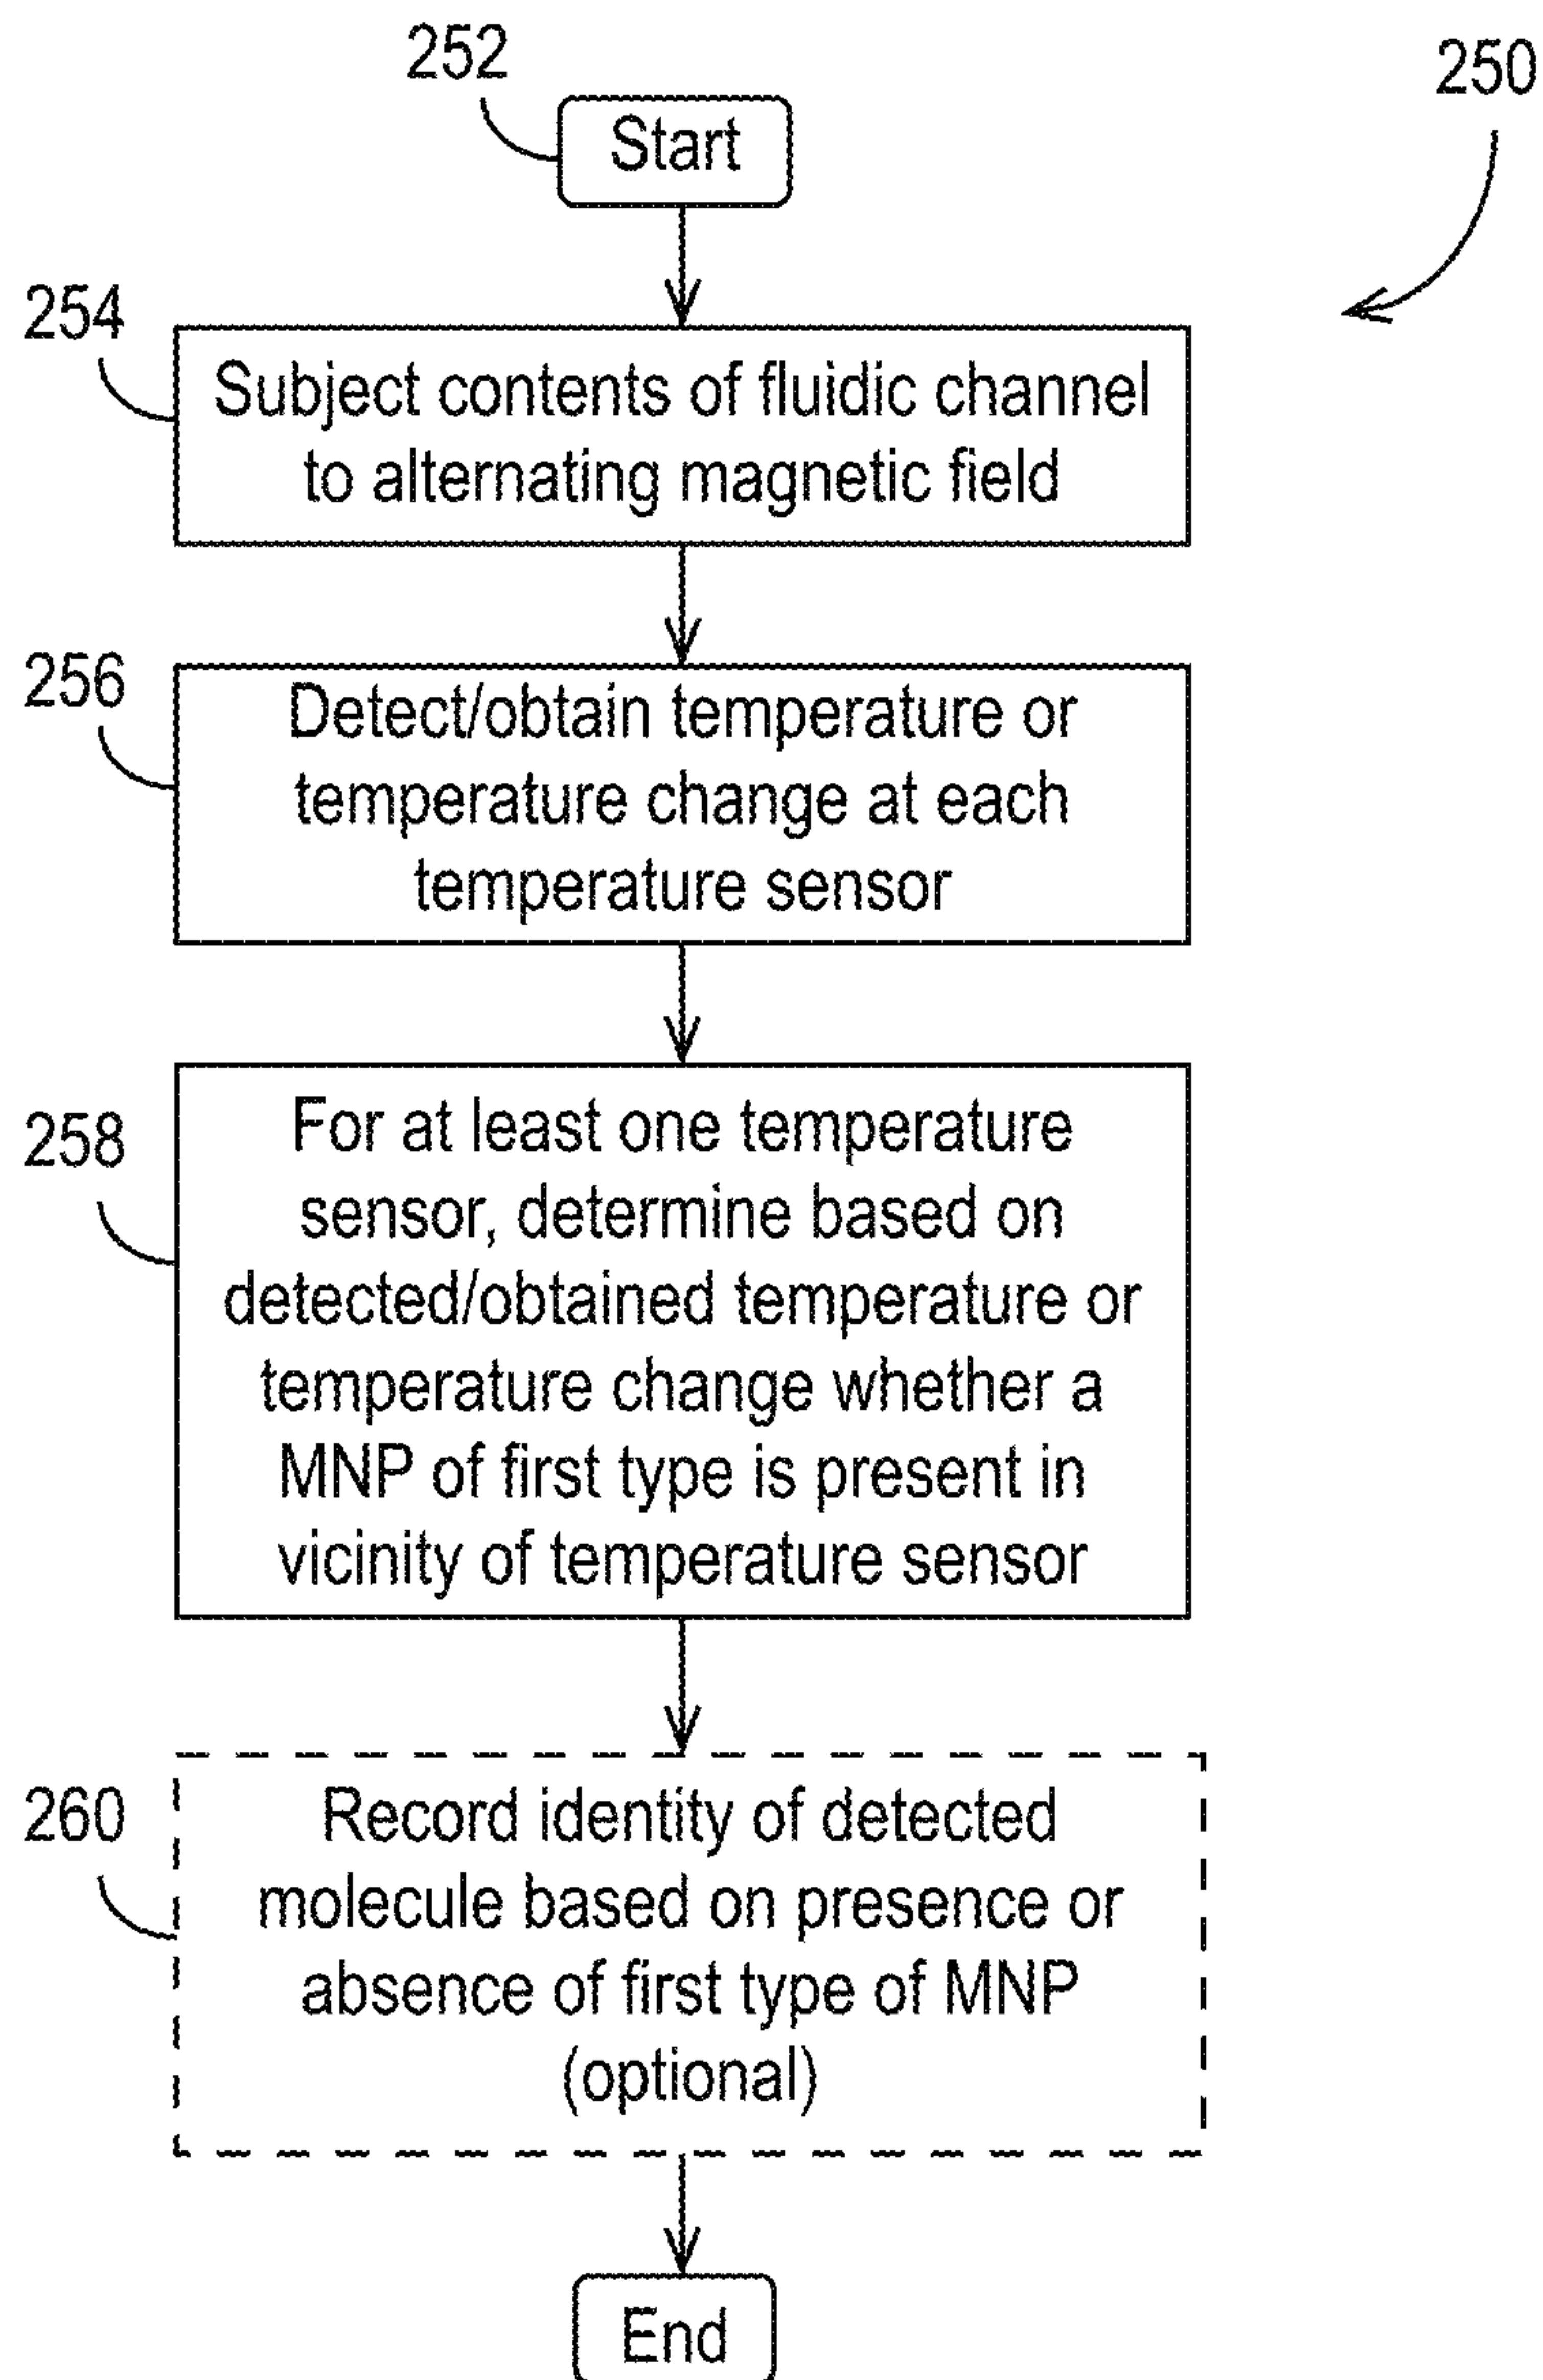 252
250
Start
254
Subject contents of fluidic channel
to alternating magnetic field
256
Detect/obtain temperature or
temperature change at each
temperature sensor
258
For at least one temperature
sensor, determine based on
detected/obtained temperature or
temperature change whether a
MNP of first type is present in
vicinity of temperature sensor
260
Record identity of detected
molecule based on presence or
absence of first type of MNP
(optional)
End